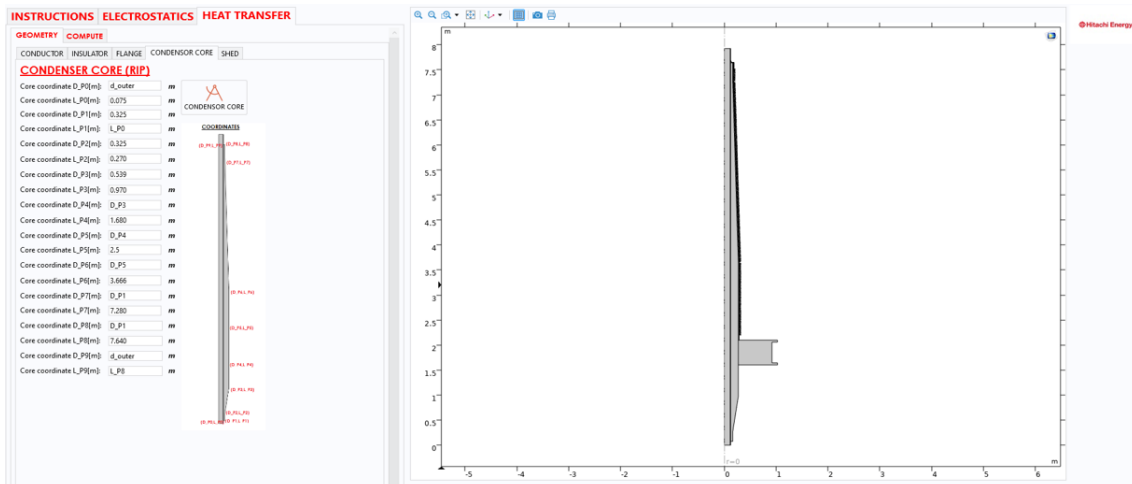 INSTRUCTIONS ELECTROSTATICS HEAT TRANSFER
GEOMETRY COMPUTE
CONDUCTOR INSULATOR FLANGE CONDENSOR CORE SHED
CONDENSER CORE (RIP)
Core coordinate D_P0[m]: d_outer m
Core coordinate L_P0[m]: 0.075 m
Core coordinate D_P1[m]: 0.325 m
Core coordinate L_P1[m]: L_P0 m
Core coordinate D_P2[m]: 0.325 m
Core coordinate L_P2[m]: 0.270 m
Core coordinate D_P3[m]: 0.539 m
Core coordinate L_P3[m]: 0.970 m
Core coordinate D_P4[m]: D_P3 m
Core coordinate L_P4[m]: 1.680 m
Core coordinate D_P5[m]: D_P4 m
Core coordinate L_P5[m]: 2.5 m
Core coordinate D_P6[m]: D_P5 m
Core coordinate L_P6[m]: 3.666 m
Core coordinate D_P7[m]: D_P1 m
Core coordinate L_P7[m]: 7.280 m
Core coordinate D_P8[m]: D_P1 m
Core coordinate L_P8[m]: 7.640 m
Core coordinate D_P9[m]: d_outer m
Core coordinate L_P9[m]: L_P8 m
CONDENSOR CORE
COORDINATES
m
8
7.5
7
6.5
6
5.5
5
4.5
4
3.5
3
2.5
2
1.5
1
0.5
0
r=0
m
-5 -4 -3 -2 -1 0 1 2 3 4 5 6
Hitachi Energy